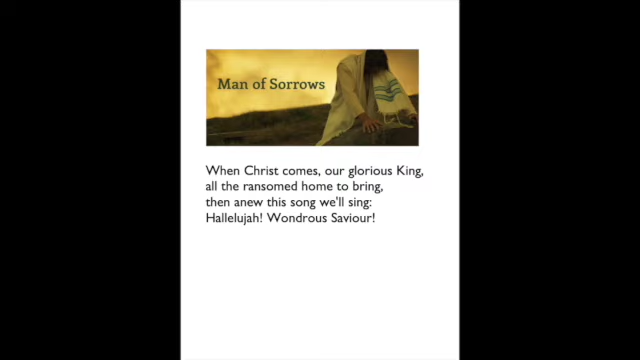 Man of Sorrows
When Christ comes, our glorious King,
all the ransomed home to bring,
then anew this song we'll sing:
Hallelujah! Wondrous Saviour!